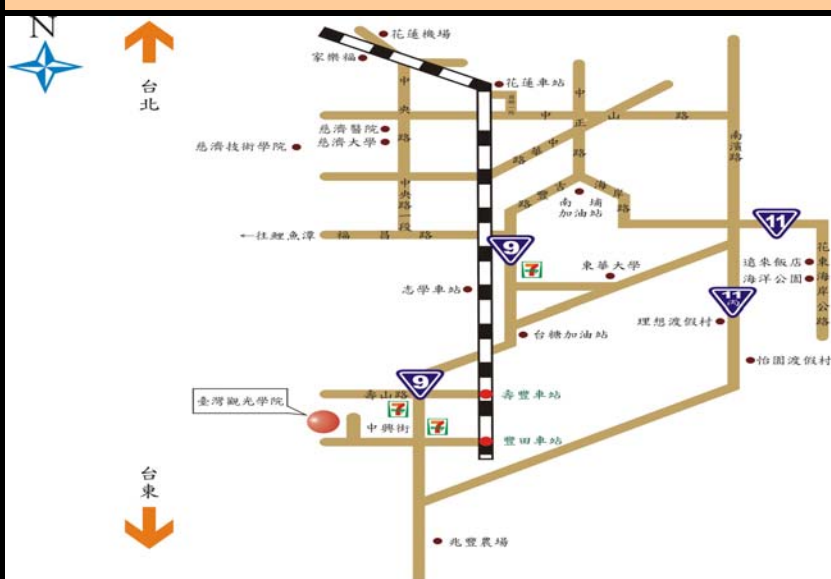 N
台北
花蓮機場
家樂福
花蓮車站
中央路
中正路
中山路
南濱路
慈濟醫院
慈濟大學
慈濟技術學院
中華路
中央路一段
吉豐路
海岸路
南埔
加油站
←往鯉魚潭
福昌路
9
11
7
東華大學
花東海岸公路
遠來飯店
海洋公園
志學車站
11
丙
理想渡假村
台糖加油站
怡園渡假村
9
臺灣觀光學院
壽山路
壽豐車站
7
中興街
7
豐田車站
台東
兆豐農場